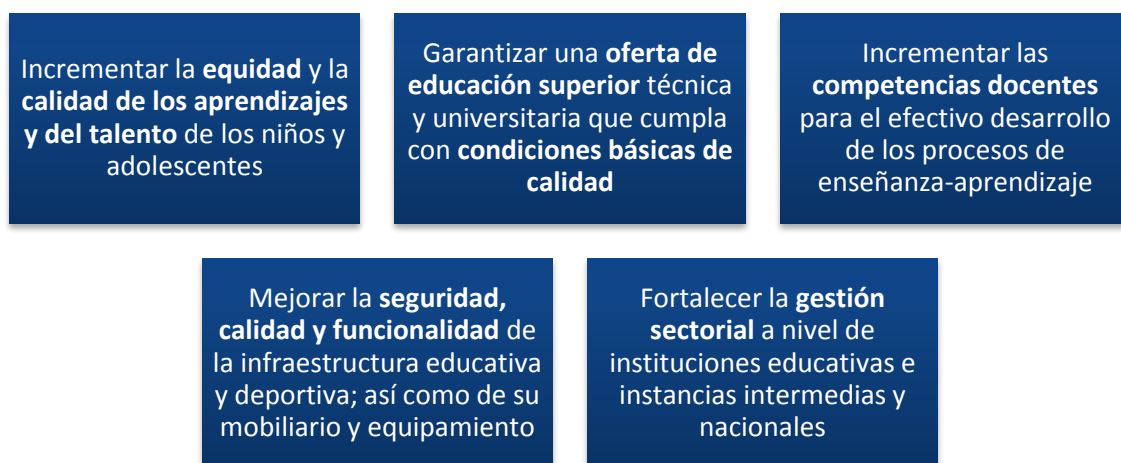 Incrementar la equidad y la
calidad de los aprendizajes
y del talento de los niños y
adolescentes
Garantizar una oferta de
educación superior técnica
y universitaria que cumpla
con condiciones básicas de
calidad
Incrementar las
competencias docentes
para el efectivo desarrollo
de los procesos de
enseñanza-aprendizaje
Mejorar la seguridad,
calidad y funcionalidad de
la infraestructura educativa
y deportiva; así como de su
mobiliario y equipamiento
Fortalecer la gestión
sectorial a nivel de
instituciones educativas e
instancias intermedias y
nacionales